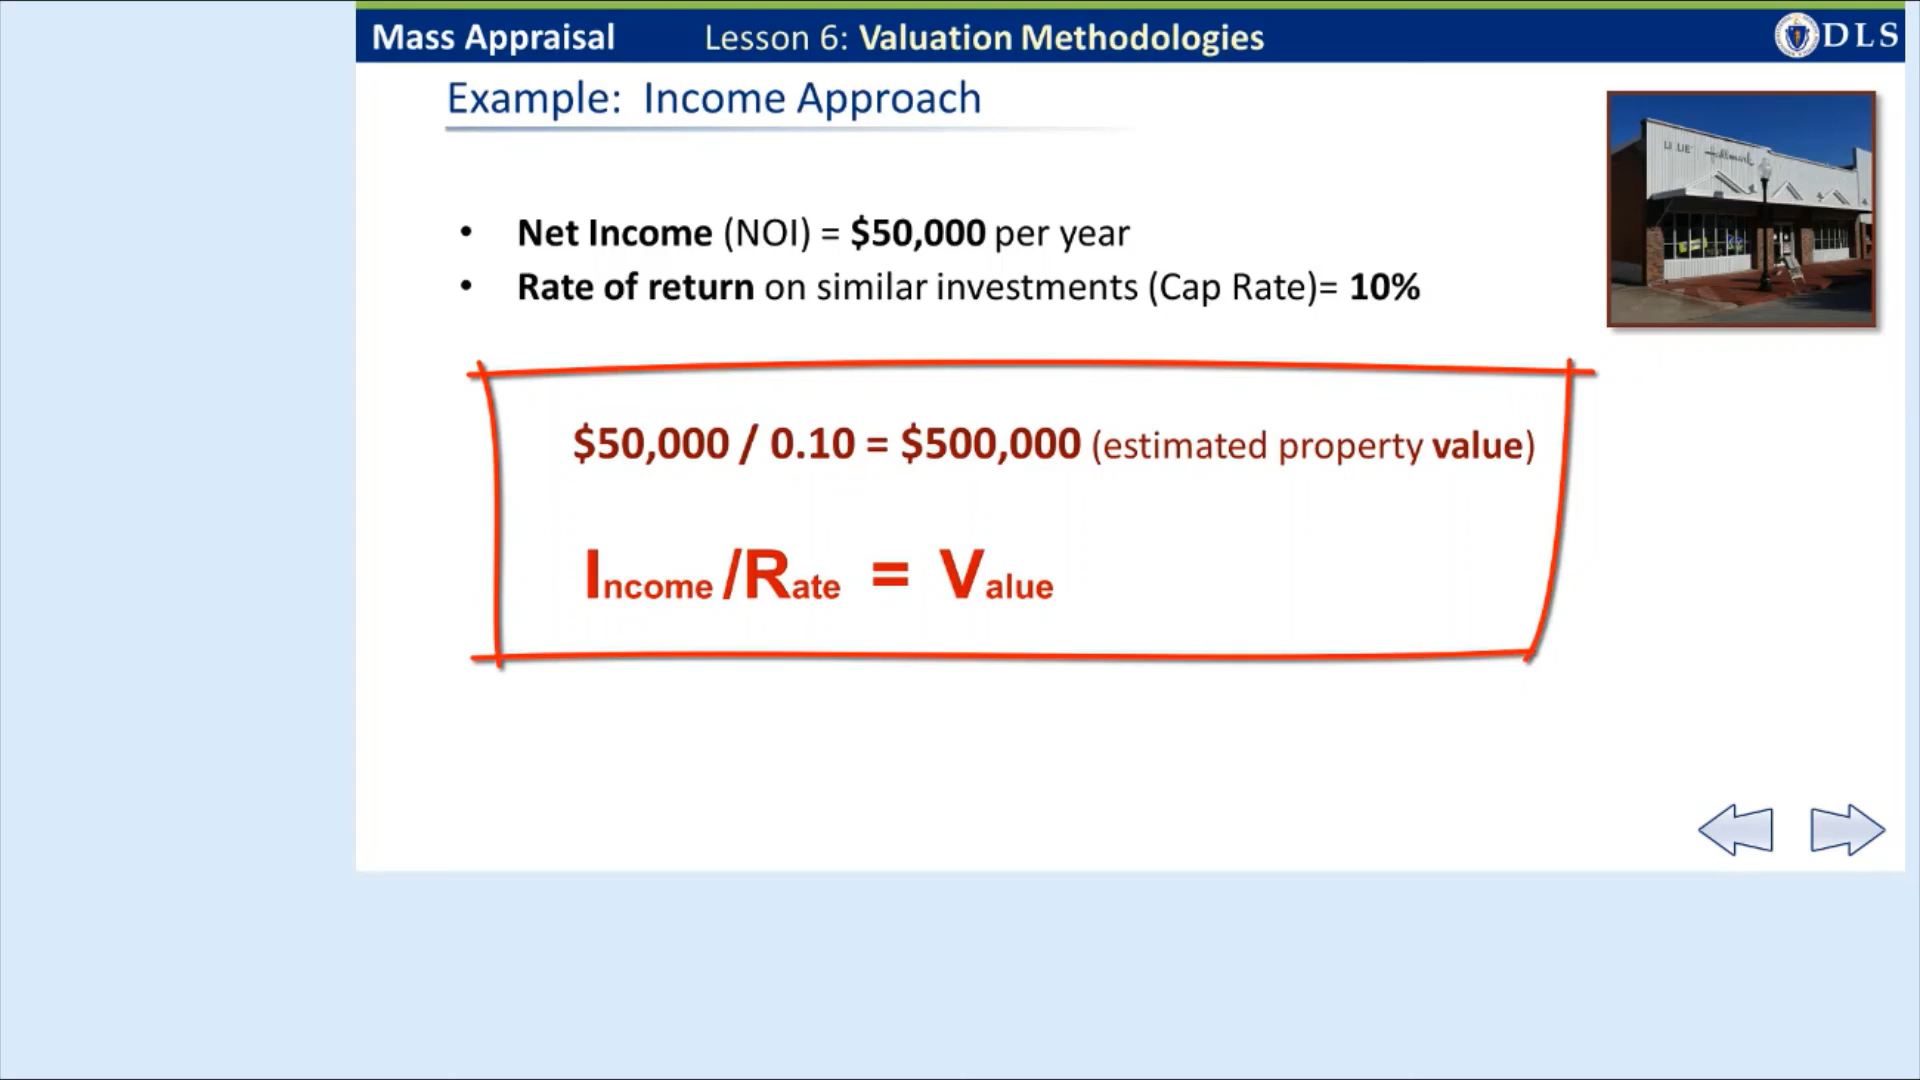 Mass Appraisal Lesson 6: Valuation Methodologies DLS
Example: Income Approach
Hallmark
• Net Income (NOI) = $50,000 per year
• Rate of return on similar investments (Cap Rate)= 10%
$50,000 / 0.10 = $500,000 (estimated property value)
Income /Rate = Value